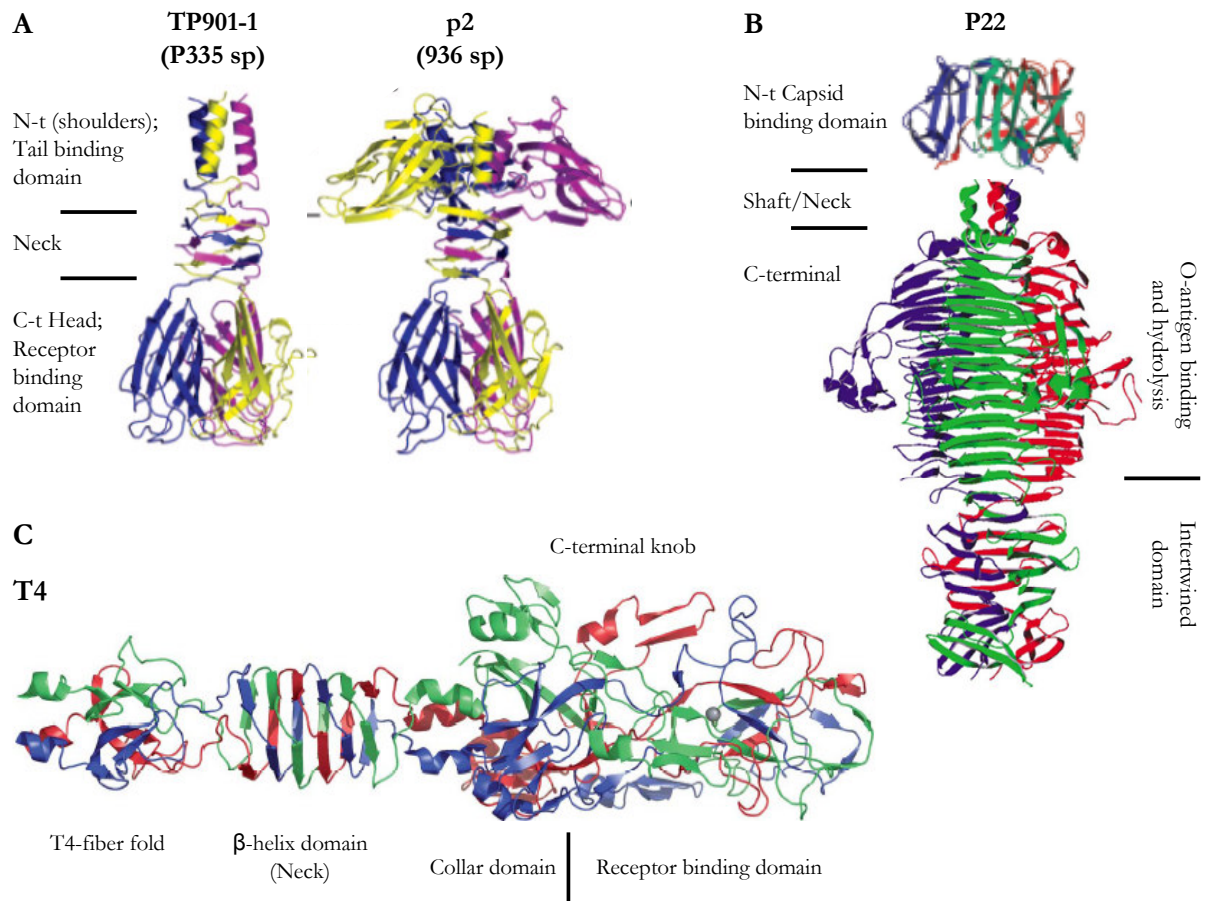 A
TP901-1
(P335 sp)
p2
(936 sp)
N-t (shoulders);
Tail binding
domain
Neck
C-t Head;
Receptor
binding
domain
B
P22
N-t Capsid
binding domain
Shaft/Neck
C-terminal
O-antigen binding
and hydrolysis
Intertwined
domain
C
T4
C-terminal knob
T4-fiber fold
β-helix domain
(Neck)
Collar domain
Receptor binding domain